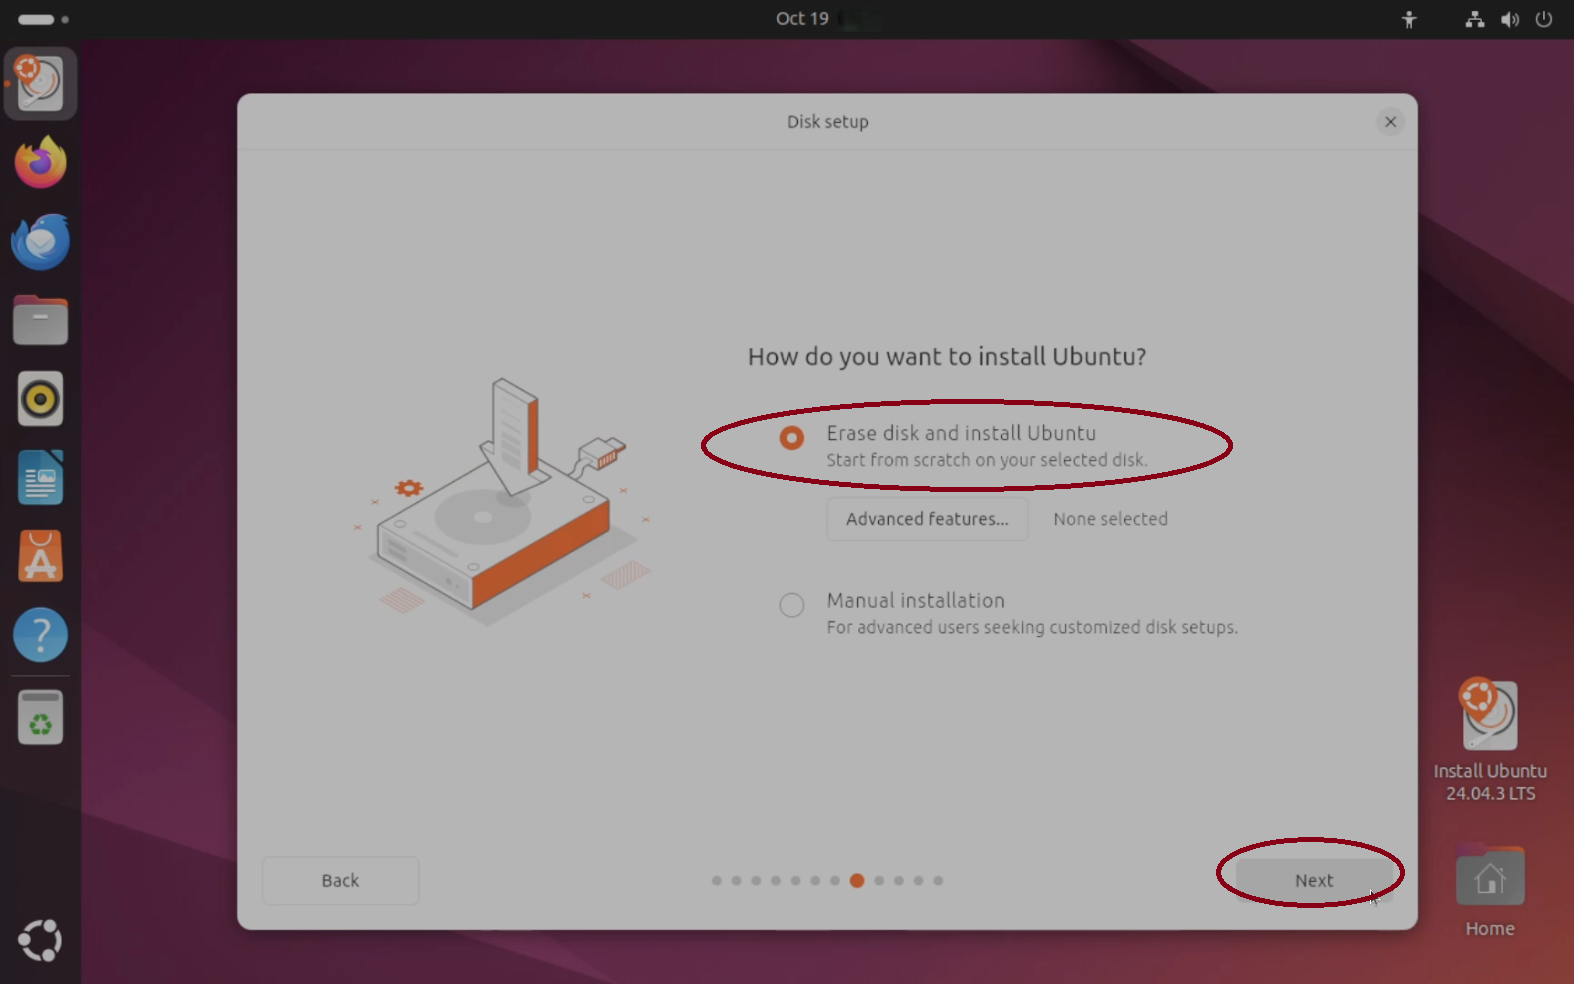 Oct 19
Disk setup
How do you want to install Ubuntu?
Erase disk and install Ubuntu
Start from scratch on your selected disk.
Advanced features...
None selected
Manual installation
For advanced users seeking customized disk setups.
Back
Next
Install Ubuntu
24.04.3 LTS
Home